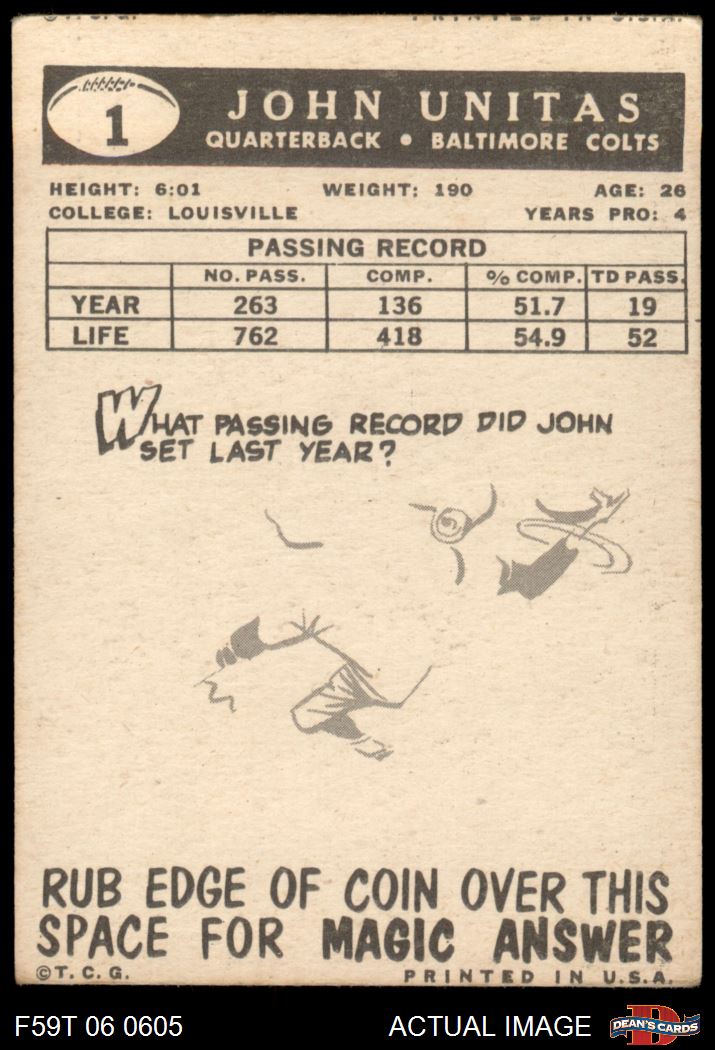 © T. C. G. PRINTED IN U.S.A.
1
JOHN UNITAS
QUARTERBACK • BALTIMORE COLTS
HEIGHT: 6:01 WEIGHT: 190 AGE: 26
COLLEGE: LOUISVILLE YEARS PRO: 4
PASSING RECORD
NO. PASS. COMP. % COMP. TD PASS.
YEAR 263 136 51.7 19
LIFE 762 418 54.9 52
WHAT PASSING RECORD DID JOHN
SET LAST YEAR?
RUB EDGE OF COIN OVER THIS
SPACE FOR MAGIC ANSWER
© T. C. G. PRINTED IN U.S.A.
F59T 06 0605 ACTUAL IMAGE D DEAN'S CARDS